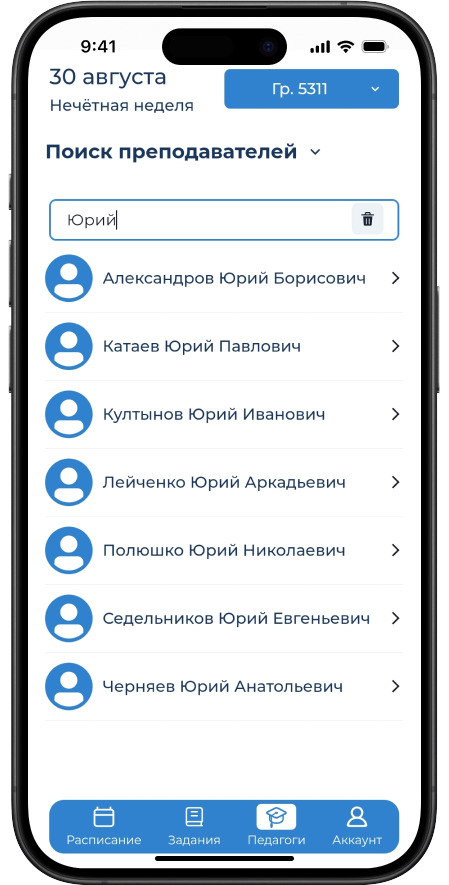 9:41
30 августа
Нечётная неделя
Гр. 5311
Поиск преподавателей
Юрий
Александров Юрий Борисович
Катаев Юрий Павлович
Култынов Юрий Иванович
Лейченко Юрий Аркадьевич
Полюшко Юрий Николаевич
Седельников Юрий Евгеньевич
Черняев Юрий Анатольевич
Расписание
Задания
Педагоги
Аккаунт